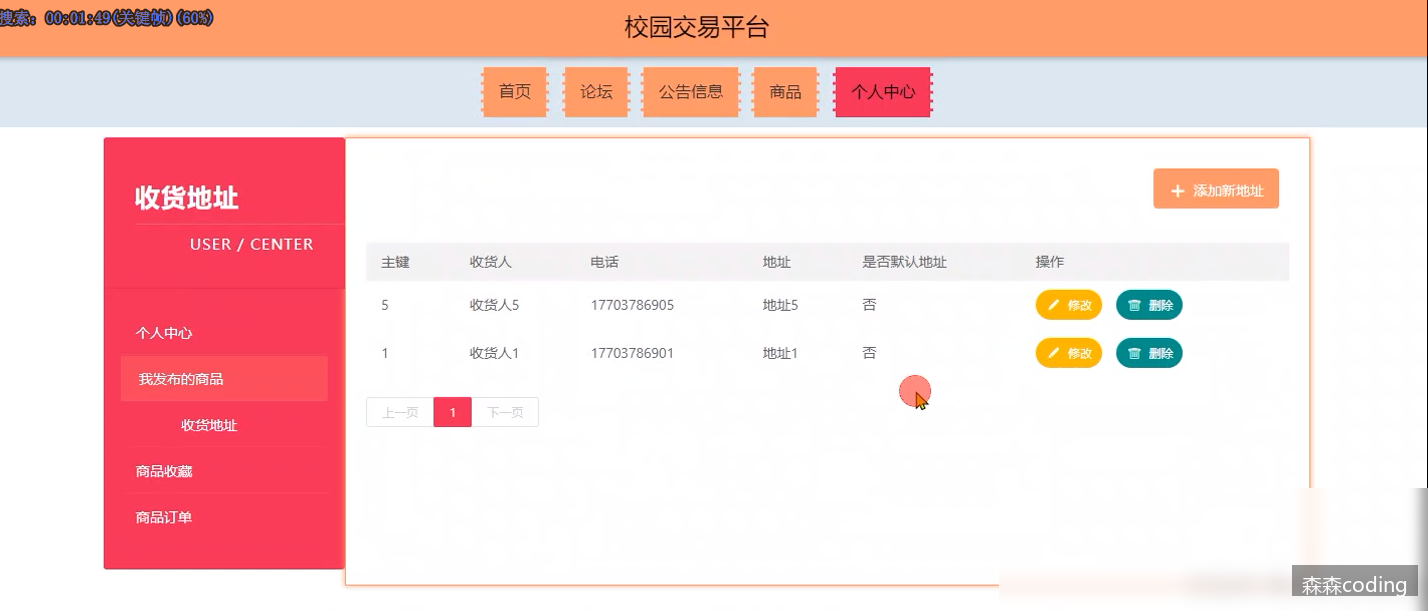 搜索: 00:01:49(关键帧)(60%)
校园交易平台
首页 论坛 公告信息 商品 个人中心
收货地址
USER / CENTER
添加新地址
主键 收货人 电话 地址 是否默认地址 操作
5 收货人5 17703786905 地址5 否 修改 删除
1 收货人1 17703786901 地址1 否 修改 删除
上一页 1 下一页
个人中心
我发布的商品
收货地址
商品收藏
商品订单
森森coding